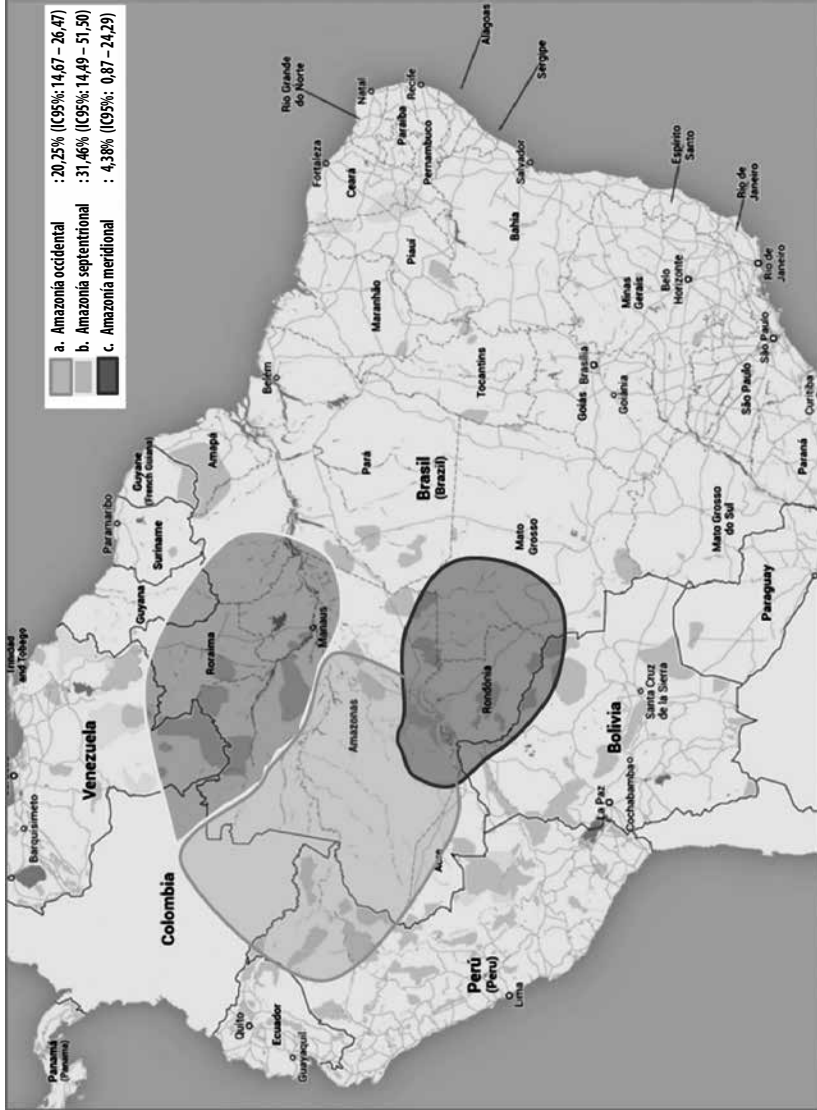 a. Amazonía occidental : 20,25% (IC95%: 14,67 – 26,47)
b. Amazonía septentrional : 31,46% (IC95%: 14,49 – 51,50)
c. Amazonía meridional : 4,38% (IC95%: 0,87 – 24,29)
Panamá
(Panama)
Barquisimeto
Trinidad
and Tobago
Venezuela
Guyana
Paramaribo
Suriname
Guyane
(French Guiana)
Colombia
Roraima
Amapá
Quito
Ecuador
Guayaquil
Manaus
Belém
Amazonas
Pará
Maranhão
Fortaleza
Ceará
Rio Grande
do Norte
Natal
Paraíba
Recife
Pernambuco
Piauí
Alagoas
Sergipe
Acre
Rondônia
Brasil
(Brazil)
Tocantins
Bahia
Salvador
Perú
(Peru)
Lima
Mato
Grosso
Goiás
Brasília
Goiânia
Bolivia
La Paz
Cochabamba
Santa Cruz
de la Sierra
Minas
Gerais
Belo
Horizonte
Espírito
Santo
Mato Grosso
do Sul
São Paulo
São Paulo
Rio de
Janeiro
Rio de
Janeiro
Paraguay
Paraná
Curitiba